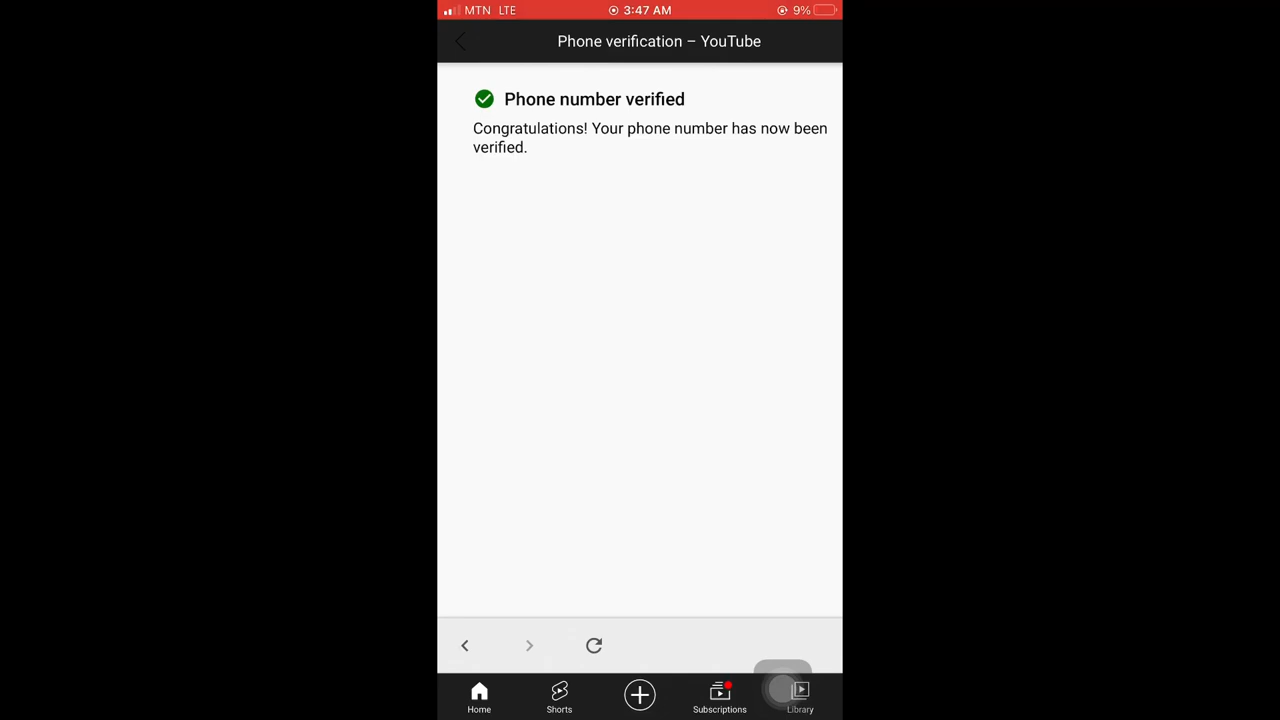 MTN LTE 3:47 AM 9%
Phone verification – YouTube
Phone number verified
Congratulations! Your phone number has now been
verified.
Home Shorts Subscriptions Library